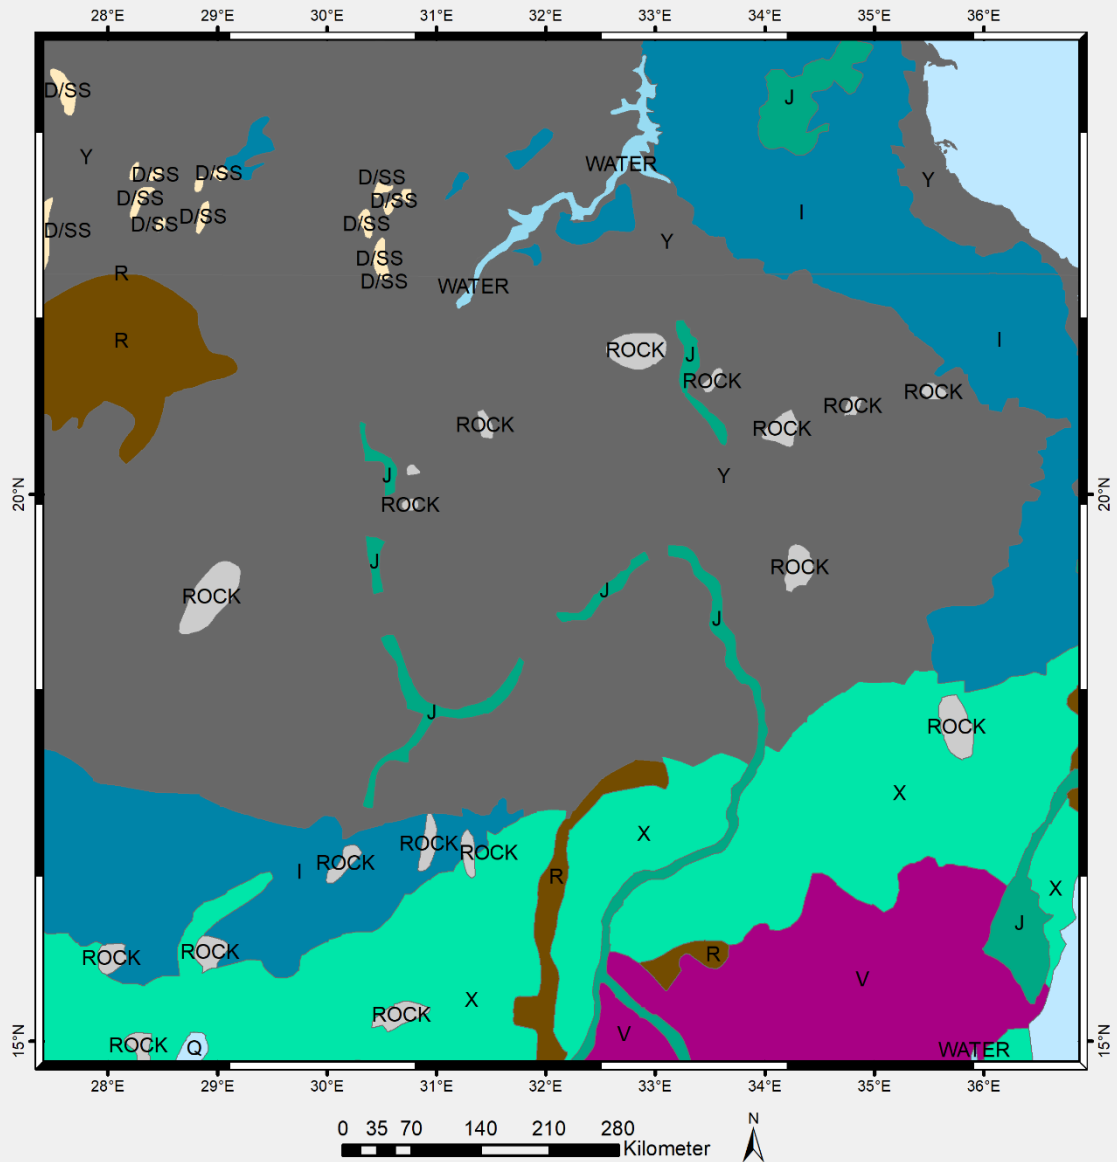 28°E 29°E 30°E 31°E 32°E 33°E 34°E 35°E 36°E
D/SS
J
Y
WATER
D/SS D/SS
D/SS
Y
D/SS
D/SS
D/SS
I
D/SS
D/SS
D/SS
D/SS
Y
D/SS
R
D/SS
WATER
R
I
ROCK
J
ROCK
ROCK
ROCK
ROCK
ROCK
J
Y
20°N
20°N
ROCK
J
ROCK
J
ROCK
J
J
ROCK
X
X
ROCK
ROCK
ROCK
I
R
X
J
R
ROCK
ROCK
V
X
ROCK
V
15°N
15°N
ROCK
Q
WATER
28°E 29°E 30°E 31°E 32°E 33°E 34°E 35°E 36°E
N
0 35 70 140 210 280
Kilometer